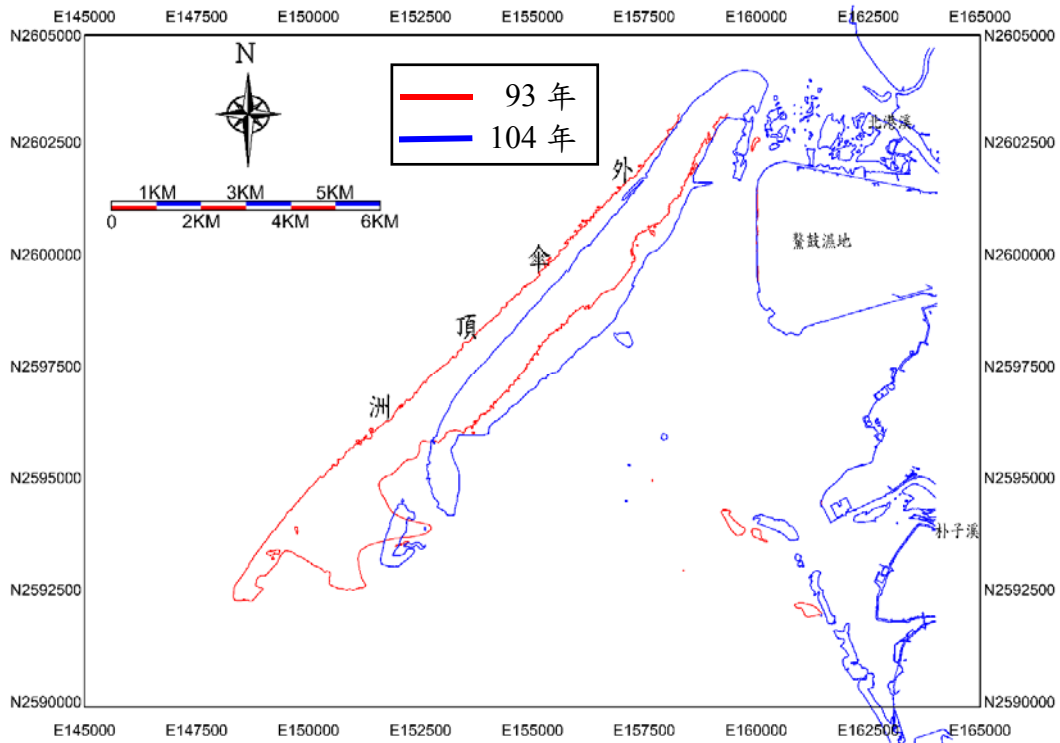 E145000 E147500 E150000 E152500 E155000 E157500 E160000 E162500 E165000
N2605000 N2605000
N
93 年
104 年
北港溪
N2602500 N2602500
外
1KM 3KM 5KM
0 2KM 4KM 6KM
鰲鼓濕地
傘
N2600000 N2600000
頂
N2597500 N2597500
洲
N2595000 N2595000
朴子溪
N2592500 N2592500
N2590000 N2590000
E145000 E147500 E150000 E152500 E155000 E157500 E160000 E162500 E165000